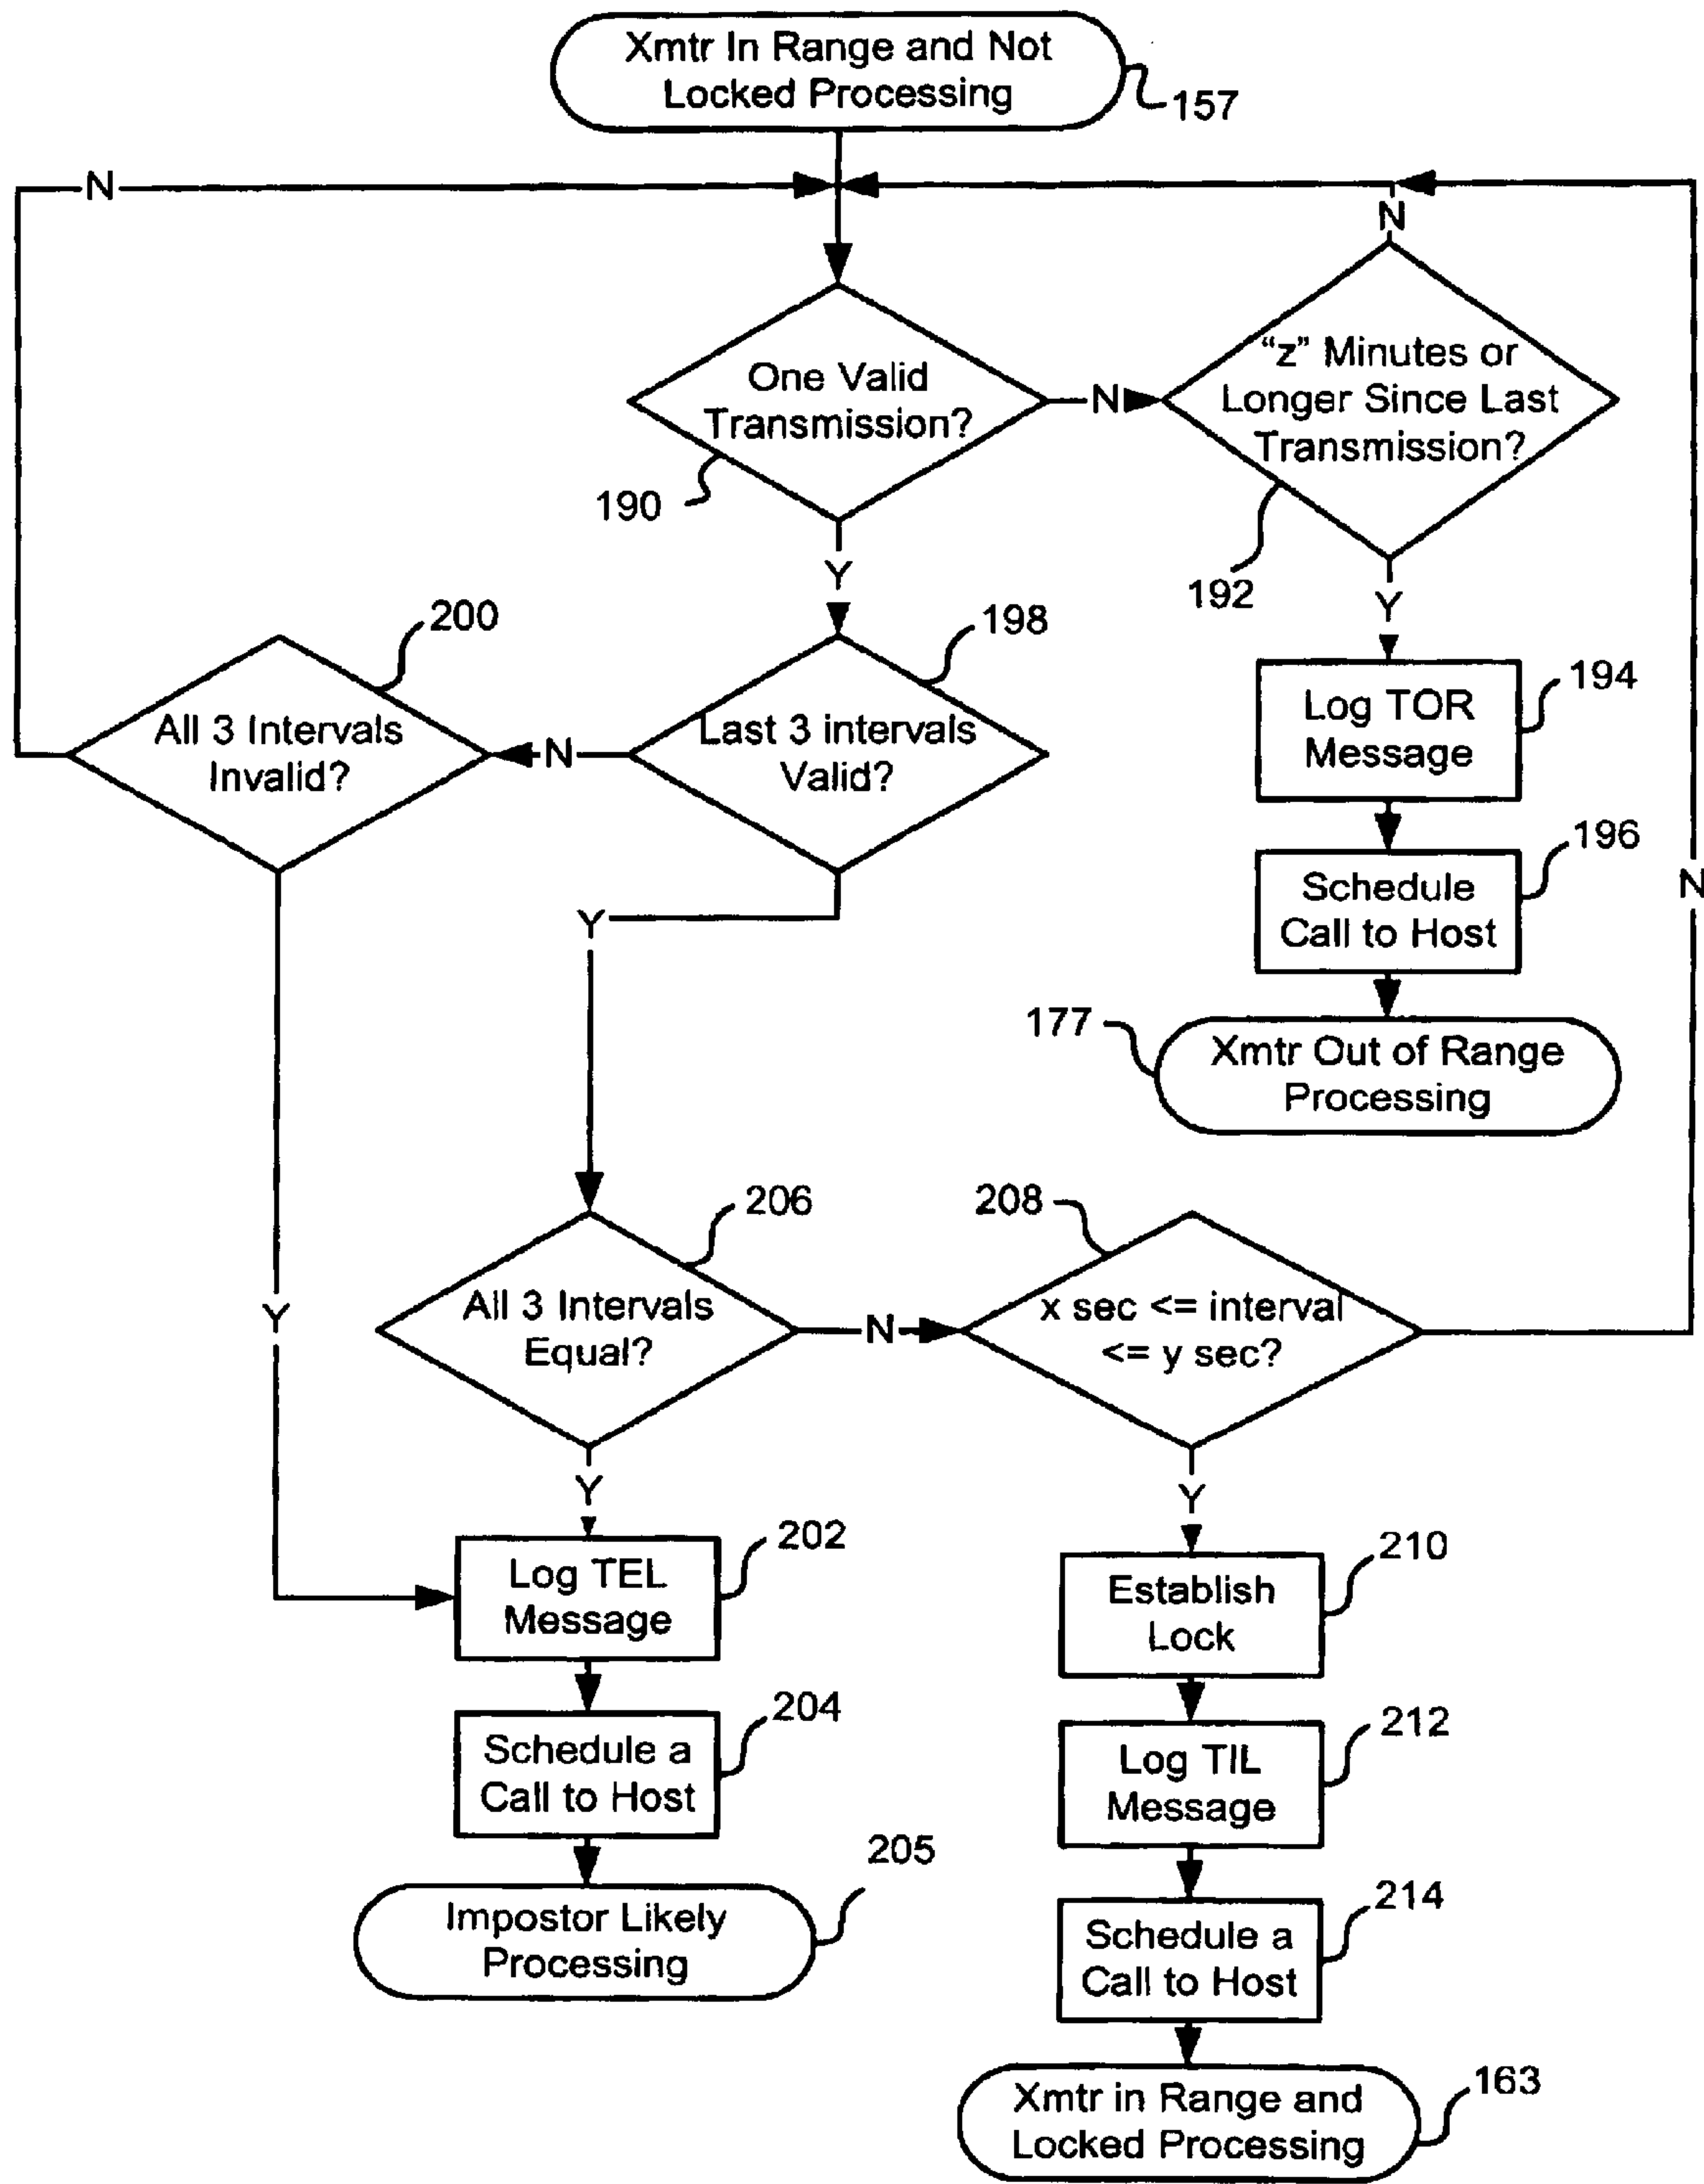 Xmtr In Range and Not
Locked Processing
157
N
N
"z" Minutes or
Longer Since Last
Transmission?
One Valid
Transmission?
N
190
192
Y
Y
200
198
194
All 3 Intervals
Invalid?
N
Last 3 intervals
Valid?
Log TOR
Message
196
Schedule
Call to Host
N
Y
177
Xmtr Out of Range
Processing
206
208
Y
All 3 Intervals
Equal?
N
x sec <= interval
<= y sec?
Y
Y
202
Log TEL
Message
210
Establish
Lock
204
Schedule a
Call to Host
212
Log TIL
Message
205
Impostor Likely
Processing
214
Schedule a
Call to Host
163
Xmtr in Range and
Locked Processing